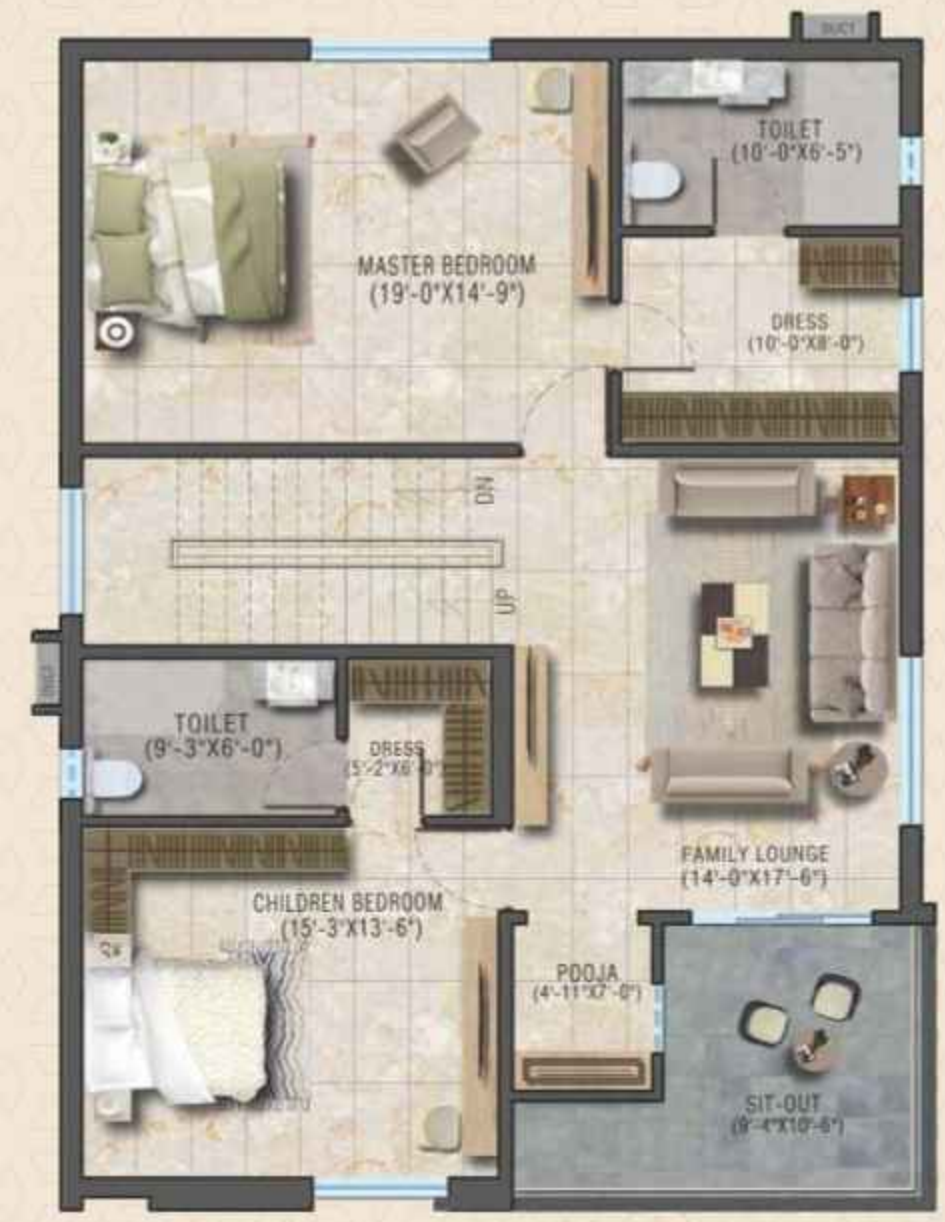 DUCT
TOILET
(10'-0"X6'-5")
MASTER BEDROOM
(19'-0"X14'-9")
DRESS
(10'-0"X8'-0")
DN
UP
DUCT
TOILET
(9'-3"X6'-0")
DRESS
(5'-2"X6'-0")
FAMILY LOUNGE
(14'-0"X17'-6")
CHILDREN BEDROOM
(15'-3"X13'-6")
POOJA
(4'-11"X7'-0")
SIT-OUT
(9'-4"X10'-6")